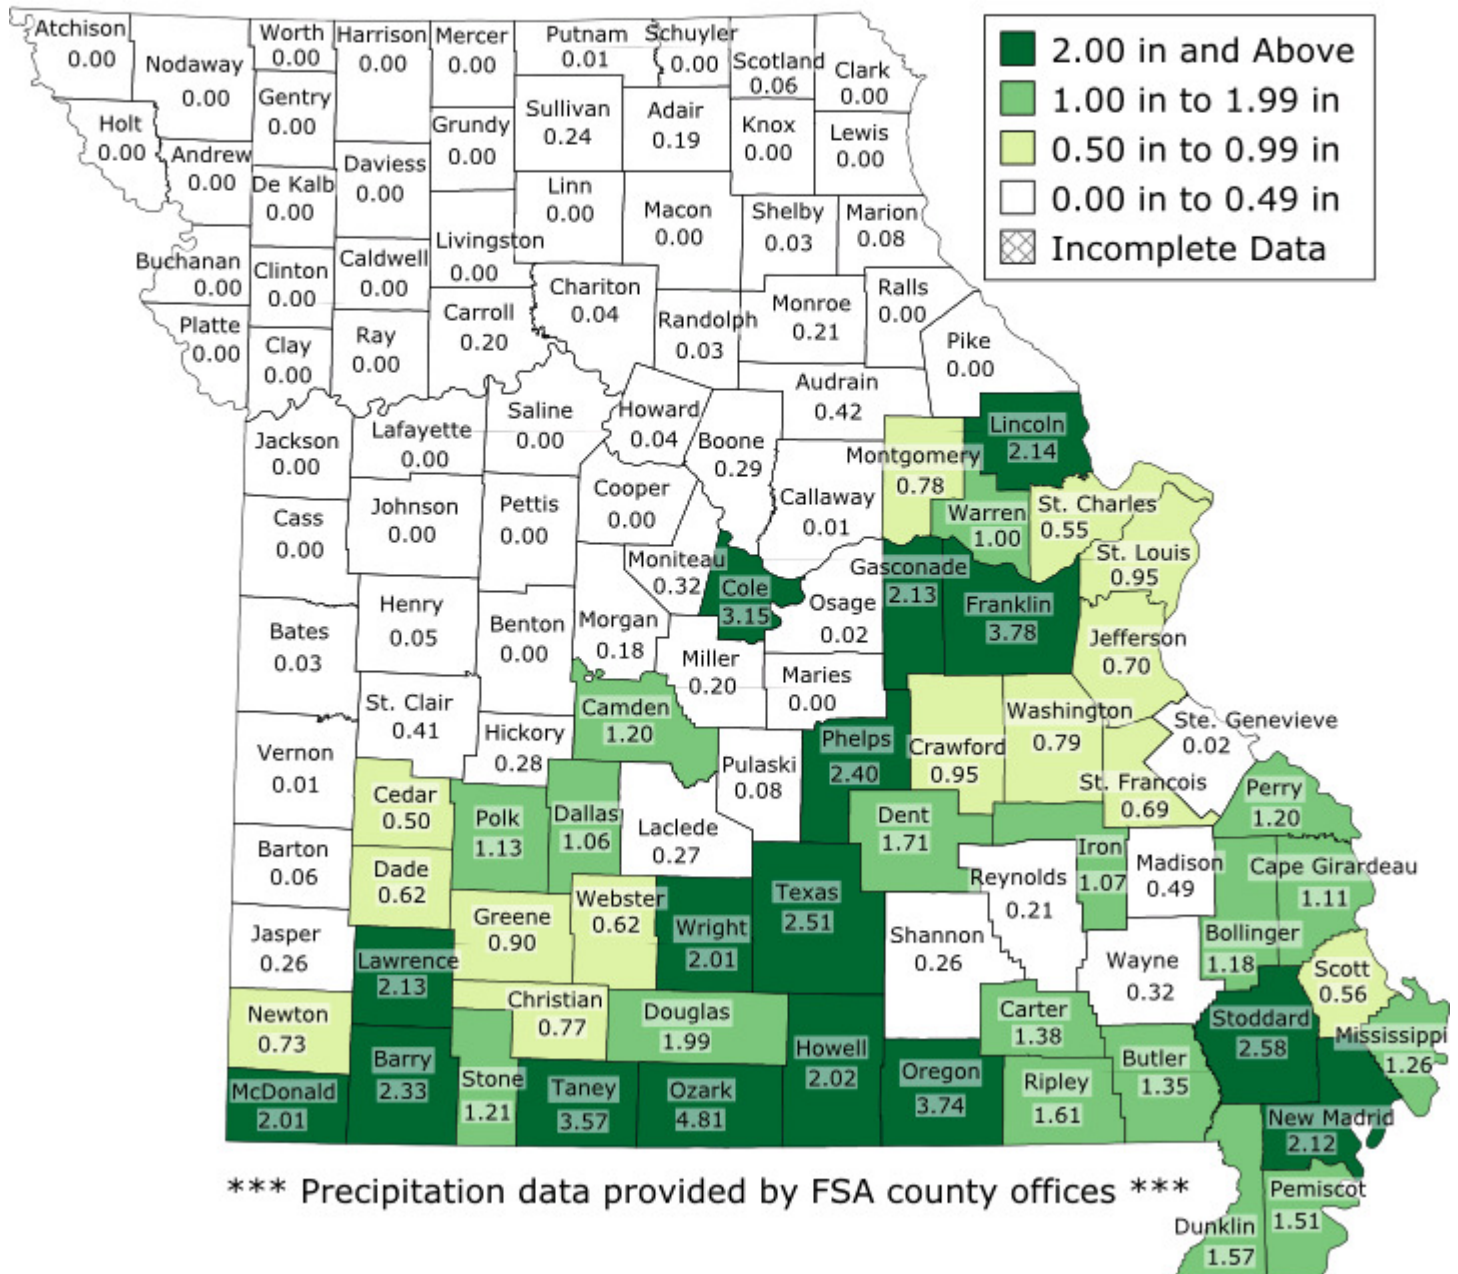 Atchison
0.00
Nodaway
0.00
Worth
0.00
Harrison
0.00
Mercer
0.00
Putnam
0.01
Schuyler
0.00
Scotland
0.06
Clark
0.00
2.00 in and Above
1.00 in to 1.99 in
0.50 in to 0.99 in
0.00 in to 0.49 in
Incomplete Data
Holt
0.00
Andrew
0.00
Gentry
0.00
De Kalb
0.00
Daviess
0.00
Grundy
0.00
Sullivan
0.24
Adair
0.19
Knox
0.00
Lewis
0.00
Linn
0.00
Macon
0.00
Shelby
0.03
Marion
0.08
Buchanan
0.00
Clinton
0.00
Caldwell
0.00
Livingston
0.00
Chariton
0.04
Randolph
0.03
Monroe
0.21
Ralls
0.00
Pike
0.00
Platte
0.00
Clay
0.00
Ray
0.00
Carroll
0.20
Audrain
0.42
Jackson
0.00
Lafayette
0.00
Saline
0.00
Howard
0.04
Boone
0.29
Callaway
0.01
Montgomery
0.78
Lincoln
2.14
Warren
1.00
St. Charles
0.55
St. Louis
0.95
Cass
0.00
Johnson
0.00
Pettis
0.00
Cooper
0.00
Moniteau
0.32
Cole
3.15
Osage
0.02
Gasconade
2.13
Franklin
3.78
Jefferson
0.70
Bates
0.03
Henry
0.05
Benton
0.00
Morgan
0.18
Miller
0.20
Maries
0.00
St. Clair
0.41
Hickory
0.28
Camden
1.20
Pulaski
0.08
Phelps
2.40
Crawford
0.95
Washington
0.79
St. Francois
0.69
Ste. Genevieve
0.02
Perry
1.20
Vernon
0.01
Cedar
0.50
Polk
1.13
Dallas
1.06
Laclede
0.27
Dent
1.71
Iron
1.07
Madison
0.49
Cape Girardeau
1.11
Barton
0.06
Dade
0.62
Greene
0.90
Webster
0.62
Wright
2.01
Texas
2.51
Reynolds
0.21
Shannon
0.26
Wayne
0.32
Bollinger
1.18
Scott
0.56
Jasper
0.26
Lawrence
2.13
Newton
0.73
Christian
0.77
Douglas
1.99
Howell
2.02
Carter
1.38
Butler
1.35
Stoddard
2.58
Mississippi
1.26
McDonald
2.01
Barry
2.33
Stone
1.21
Taney
3.57
Ozark
4.81
Oregon
3.74
Ripley
1.61
New Madrid
2.12
Pemiscot
1.51
Dunklin
1.57
*** Precipitation data provided by FSA county offices ***